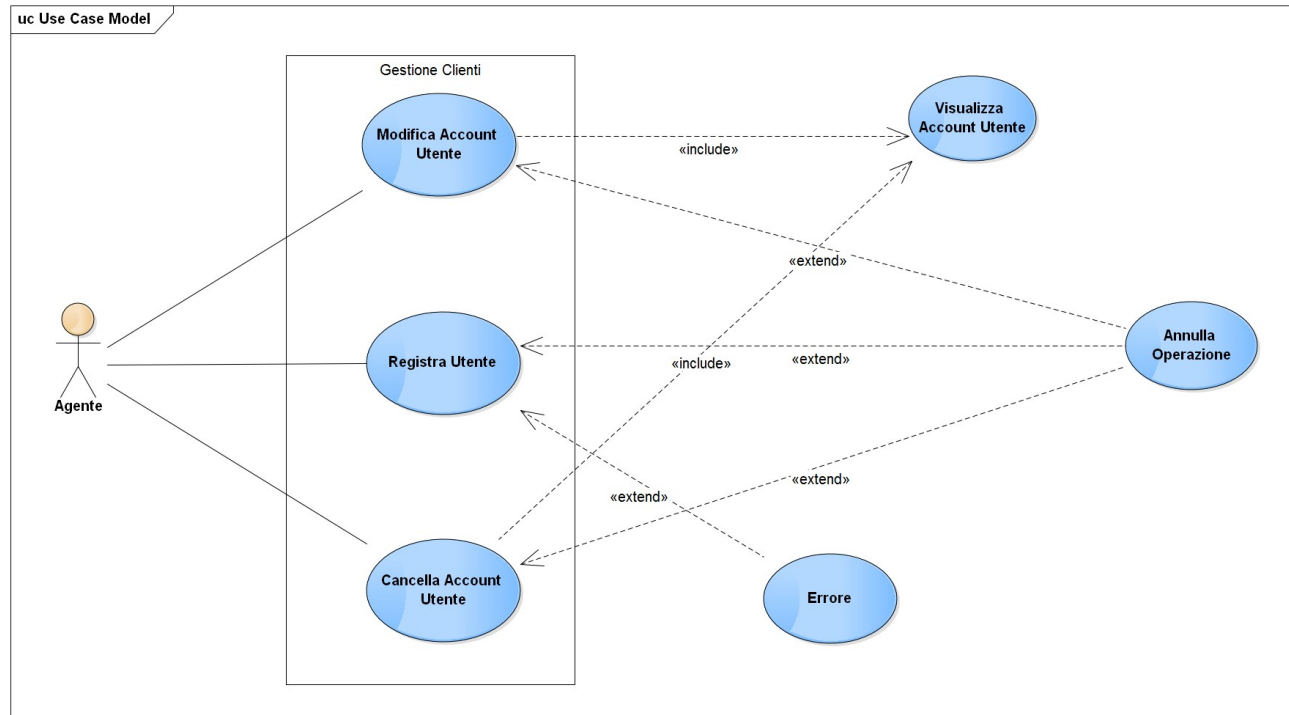 uc Use Case Model
Gestione Clienti
Modifica Account
Utente
Visualizza
Account Utente
«include»
«extend»
Annulla
Operazione
Registra Utente
«extend»
«include»
Agente
«extend»
«extend»
Cancella Account
Utente
Errore